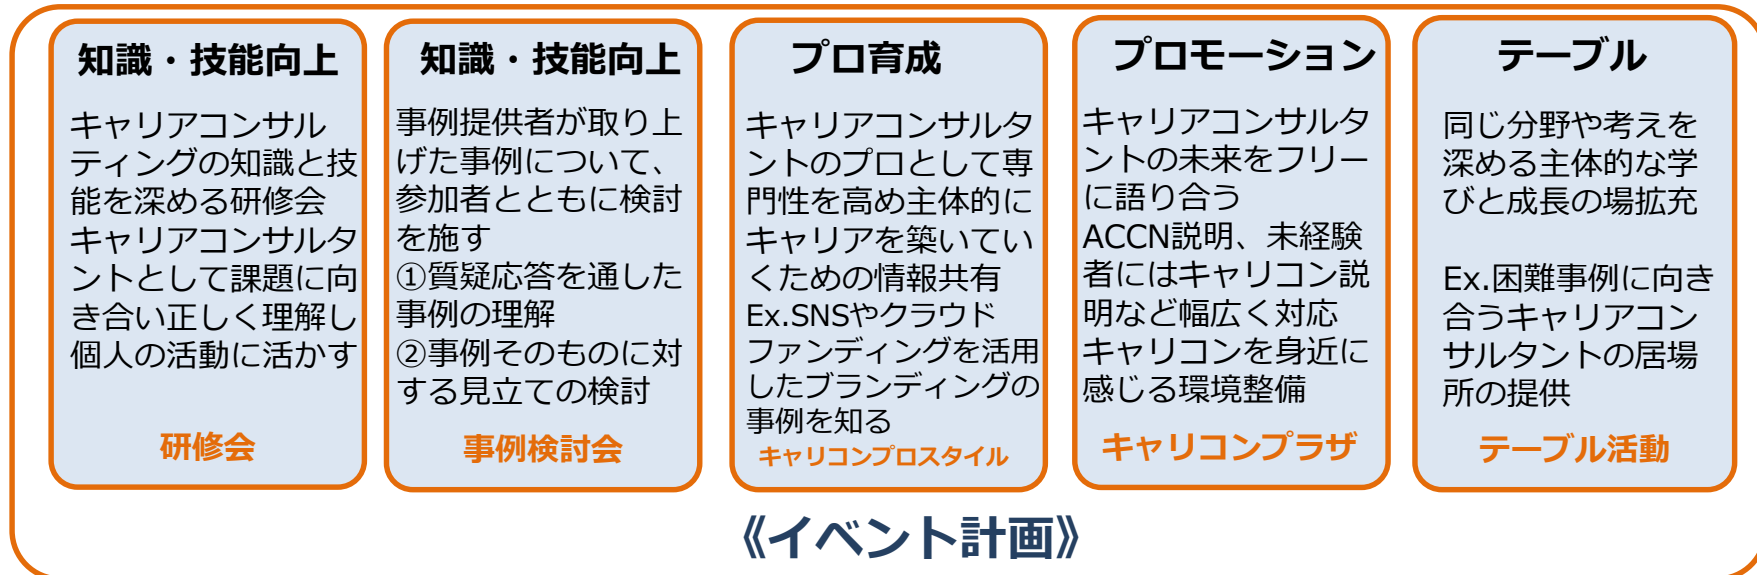 知識・技能向上
キャリアコンサル
ティングの知識と技
能を深める研修会
キャリアコンサルタ
ントとして課題に向
き合い正しく理解し
個人の活動に活かす
研修会
知識・技能向上
事例提供者が取り上
げた事例について、
参加者とともに検討
を施す
①質疑応答を通した
事例の理解
②事例そのものに対
する見立ての検討
事例検討会
プロ育成
キャリアコンサルタ
ントのプロとして専
門性を高め主体的に
キャリアを築いてい
くための情報共有
Ex.SNSやクラウド
ファンディングを活用
したブランディングの
事例を知る
キャリコンプロスタイル
プロモーション
キャリアコンサルタ
ントの未来をフリー
に語り合う
ACCN説明、未経験
者にはキャリコン説
明など幅広く対応
キャリコンを身近に
感じる環境整備
キャリコンプラザ
テーブル
同じ分野や考えを
深める主体的な学
びと成長の場拡充
Ex.困難事例に向き
合うキャリアコン
サルタントの居場
所の提供
テーブル活動
《イベント計画》